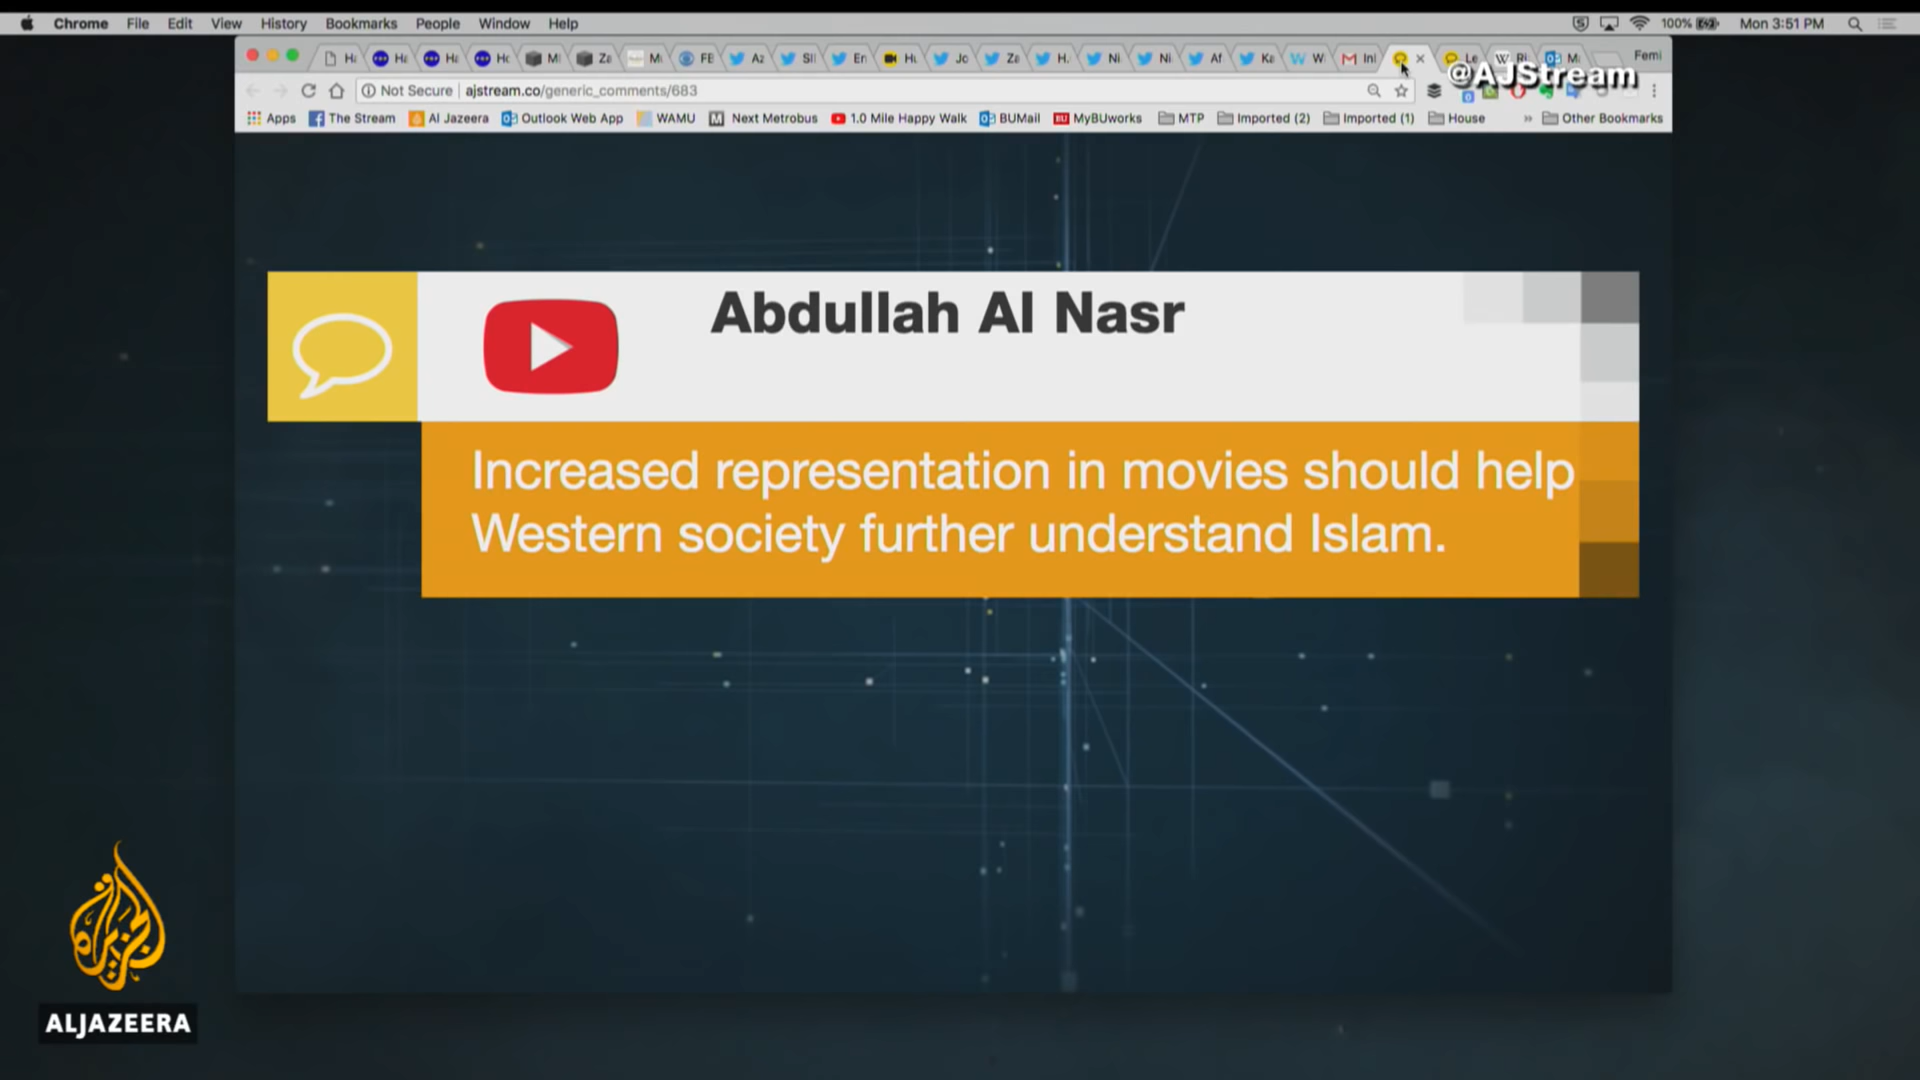 Chrome File Edit View History Bookmarks People Window Help 100% Mon 3:51 PM
Femi
@AJStream
Not Secure ajstream.co/generic_comments/683
Apps The Stream Al Jazeera Outlook Web App WAMU Next Metrobus 1.0 Mile Happy Walk BUMail MyBUworks MTP Imported (2) Imported (1) House » Other Bookmarks
Abdullah Al Nasr
Increased representation in movies should help
Western society further understand Islam.
ALJAZEERA